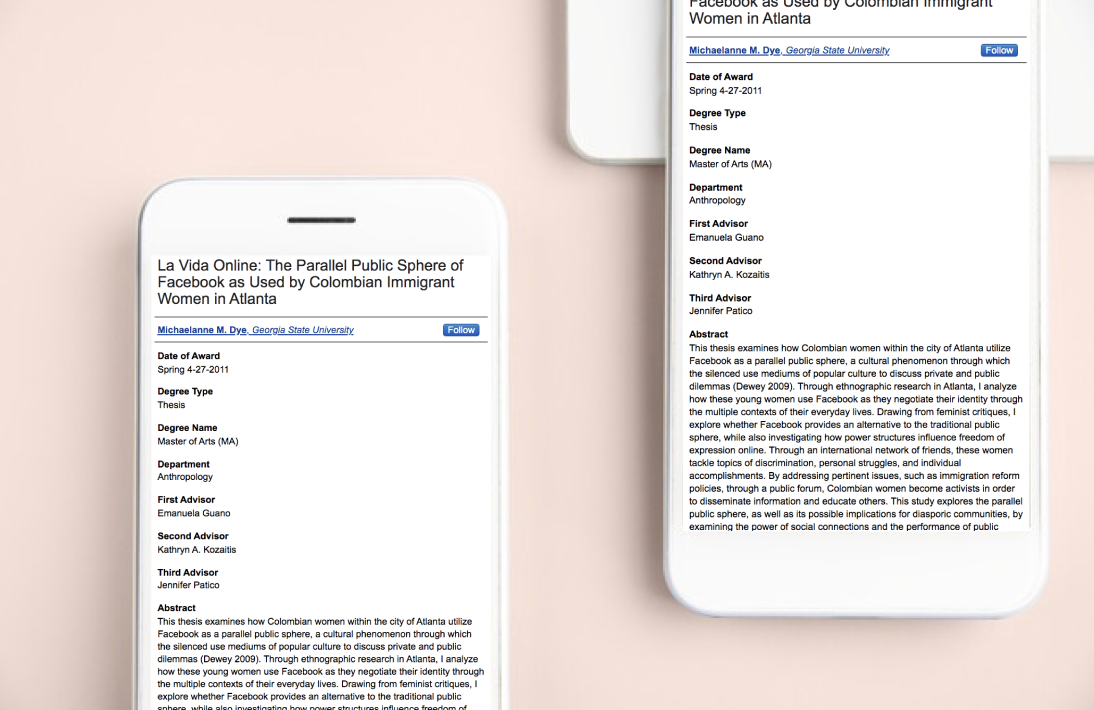 La Vida Online: The Parallel Public Sphere of
Facebook as Used by Colombian Immigrant
Women in Atlanta
Michaelanne M. Dye, Georgia State University
Follow
Date of Award
Spring 4-27-2011
Degree Type
Thesis
Degree Name
Master of Arts (MA)
Department
Anthropology
First Advisor
Emanuela Guano
Second Advisor
Kathryn A. Kozaitis
Third Advisor
Jennifer Patico
Abstract
This thesis examines how Colombian women within the city of Atlanta utilize
Facebook as a parallel public sphere, a cultural phenomenon through which
the silenced use mediums of popular culture to discuss private and public
dilemmas (Dewey 2009). Through ethnographic research in Atlanta, I analyze
how these young women use Facebook as they negotiate their identity through
the multiple contexts of their everyday lives. Drawing from feminist critiques, I
explore whether Facebook provides an alternative to the traditional public
sphere, while also investigating how power structures influence freedom of
Facebook as Used by Colombian Immigrant
Women in Atlanta
Michaelanne M. Dye, Georgia State University
Follow
Date of Award
Spring 4-27-2011
Degree Type
Thesis
Degree Name
Master of Arts (MA)
Department
Anthropology
First Advisor
Emanuela Guano
Second Advisor
Kathryn A. Kozaitis
Third Advisor
Jennifer Patico
Abstract
This thesis examines how Colombian women within the city of Atlanta utilize
Facebook as a parallel public sphere, a cultural phenomenon through which
the silenced use mediums of popular culture to discuss private and public
dilemmas (Dewey 2009). Through ethnographic research in Atlanta, I analyze
how these young women use Facebook as they negotiate their identity through
the multiple contexts of their everyday lives. Drawing from feminist critiques, I
explore whether Facebook provides an alternative to the traditional public
sphere, while also investigating how power structures influence freedom of
expression online. Through an international network of friends, these women
tackle topics of discrimination, personal struggles, and individual
accomplishments. By addressing pertinent issues, such as immigration reform
policies, through a public forum, Colombian women become activists in order
to disseminate information and educate others. This study explores the parallel
public sphere, as well as its possible implications for diasporic communities, by
examining the power of social connections and the performance of public